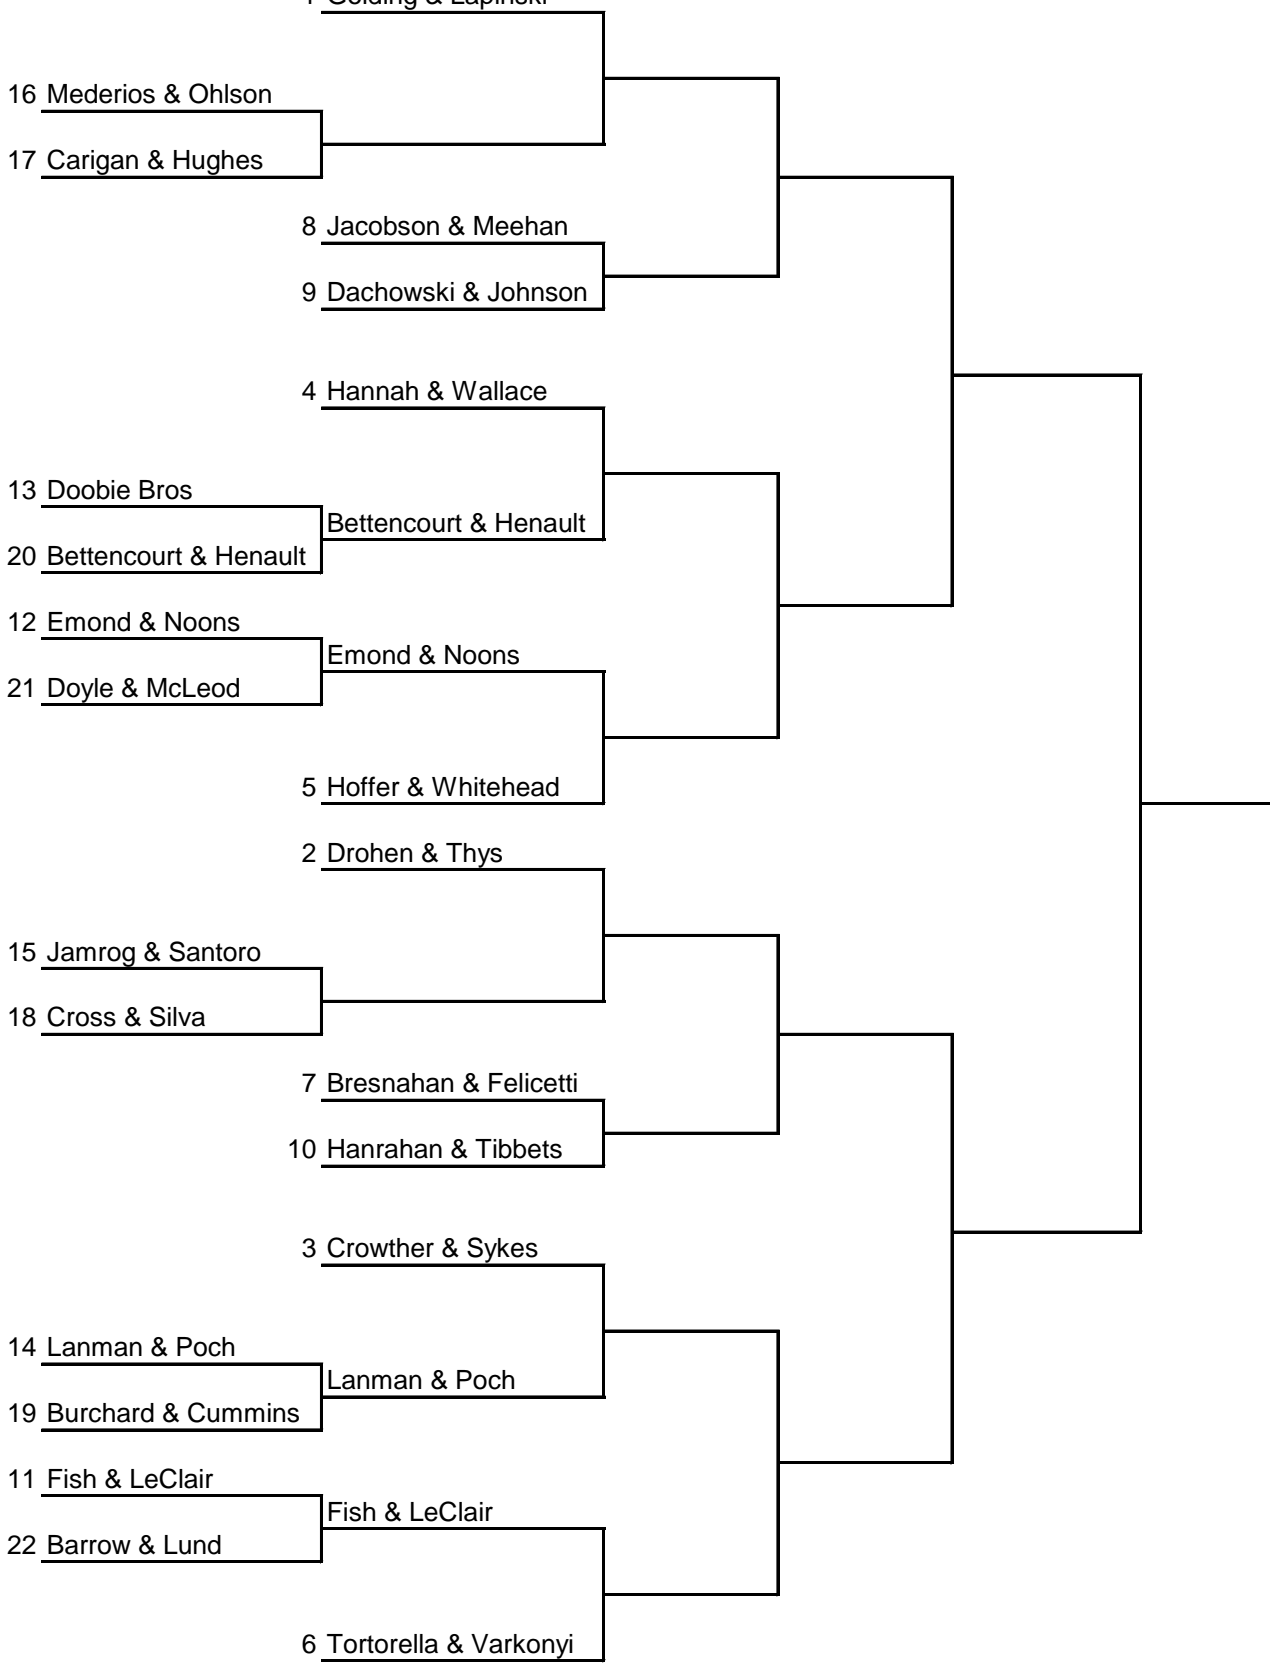 Golding & Lapinski
16 Mederios & Ohlson
17 Carigan & Hughes
8 Jacobson & Meehan
9 Dachowski & Johnson
4 Hannah & Wallace
13 Doobie Bros
Bettencourt & Henault
20 Bettencourt & Henault
12 Emond & Noons
Emond & Noons
21 Doyle & McLeod
5 Hoffer & Whitehead
2 Drohen & Thys
15 Jamrog & Santoro
18 Cross & Silva
7 Bresnahan & Felicetti
10 Hanrahan & Tibbets
3 Crowther & Sykes
14 Lanman & Poch
Lanman & Poch
19 Burchard & Cummins
11 Fish & LeClair
Fish & LeClair
22 Barrow & Lund
6 Tortorella & Varkonyi